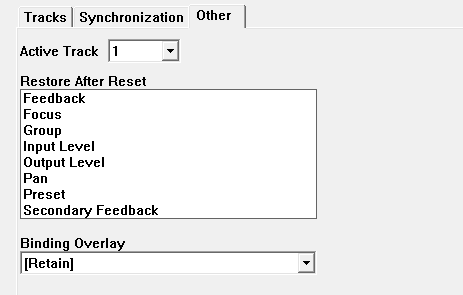 Tracks Synchronization Other
Active Track 1
Restore After Reset
Feedback
Focus
Group
Input Level
Output Level
Pan
Preset
Secondary Feedback
Binding Overlay
[Retain]